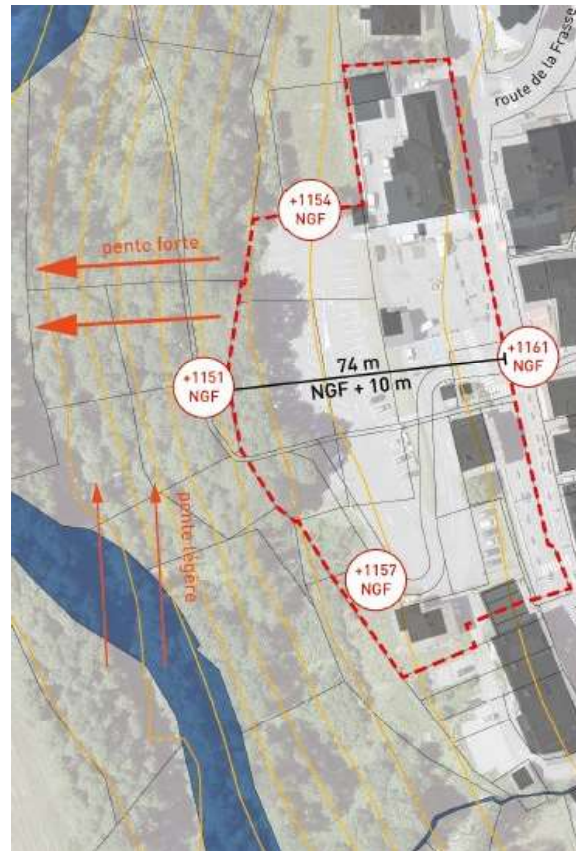 route de la Frasse
+1154
NGF
pente forte
74 m
NGF + 10 m
+1161
NGF
+1151
NGF
pente légère
+1157
NGF